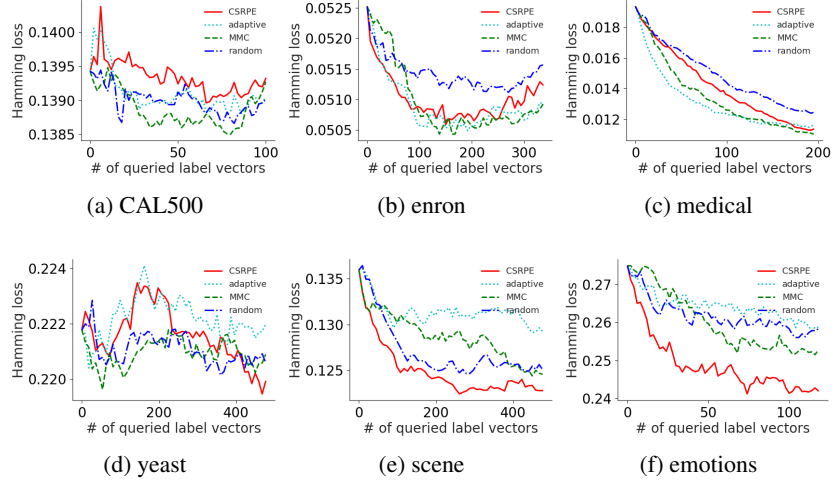 Hamming loss
0.1400
0.1395
0.1390
0.1385
0
50
100
# of queried label vectors
CSRPE
adaptive
MMC
random
(a) CAL500
Hamming loss
0.0525
0.0520
0.0515
0.0510
0.0505
0
100
200
300
# of queried label vectors
CSRPE
adaptive
MMC
random
(b) enron
Hamming loss
0.018
0.016
0.014
0.012
0
100
200
# of queried label vectors
CSRPE
adaptive
MMC
random
(c) medical
Hamming loss
0.224
0.222
0.220
0
200
400
# of queried label vectors
CSRPE
adaptive
MMC
random
(d) yeast
Hamming loss
0.135
0.130
0.125
0
200
400
# of queried label vectors
CSRPE
adaptive
MMC
random
(e) scene
Hamming loss
0.27
0.26
0.25
0.24
0
50
100
# of queried label vectors
CSRPE
adaptive
MMC
random
(f) emotions